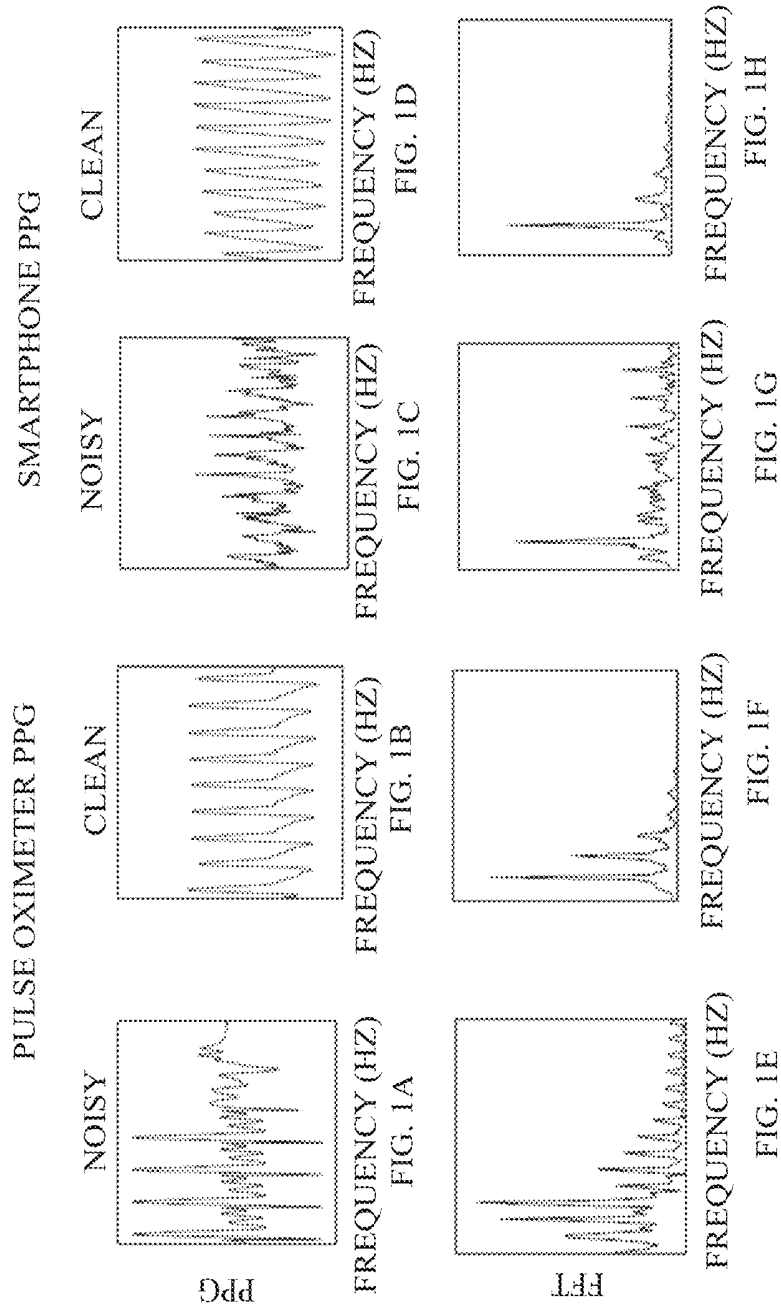 PULSE OXIMETER PPG
SMARTPHONE PPG
NOISY
CLEAN
NOISY
CLEAN
PPG
FREQUENCY (HZ)
FREQUENCY (HZ)
FREQUENCY (HZ)
FREQUENCY (HZ)
FIG. 1A
FIG. 1B
FIG. 1C
FIG. 1D
FFT
FREQUENCY (HZ)
FREQUENCY (HZ)
FREQUENCY (HZ)
FREQUENCY (HZ)
FIG. 1E
FIG. 1F
FIG. 1G
FIG. 1H